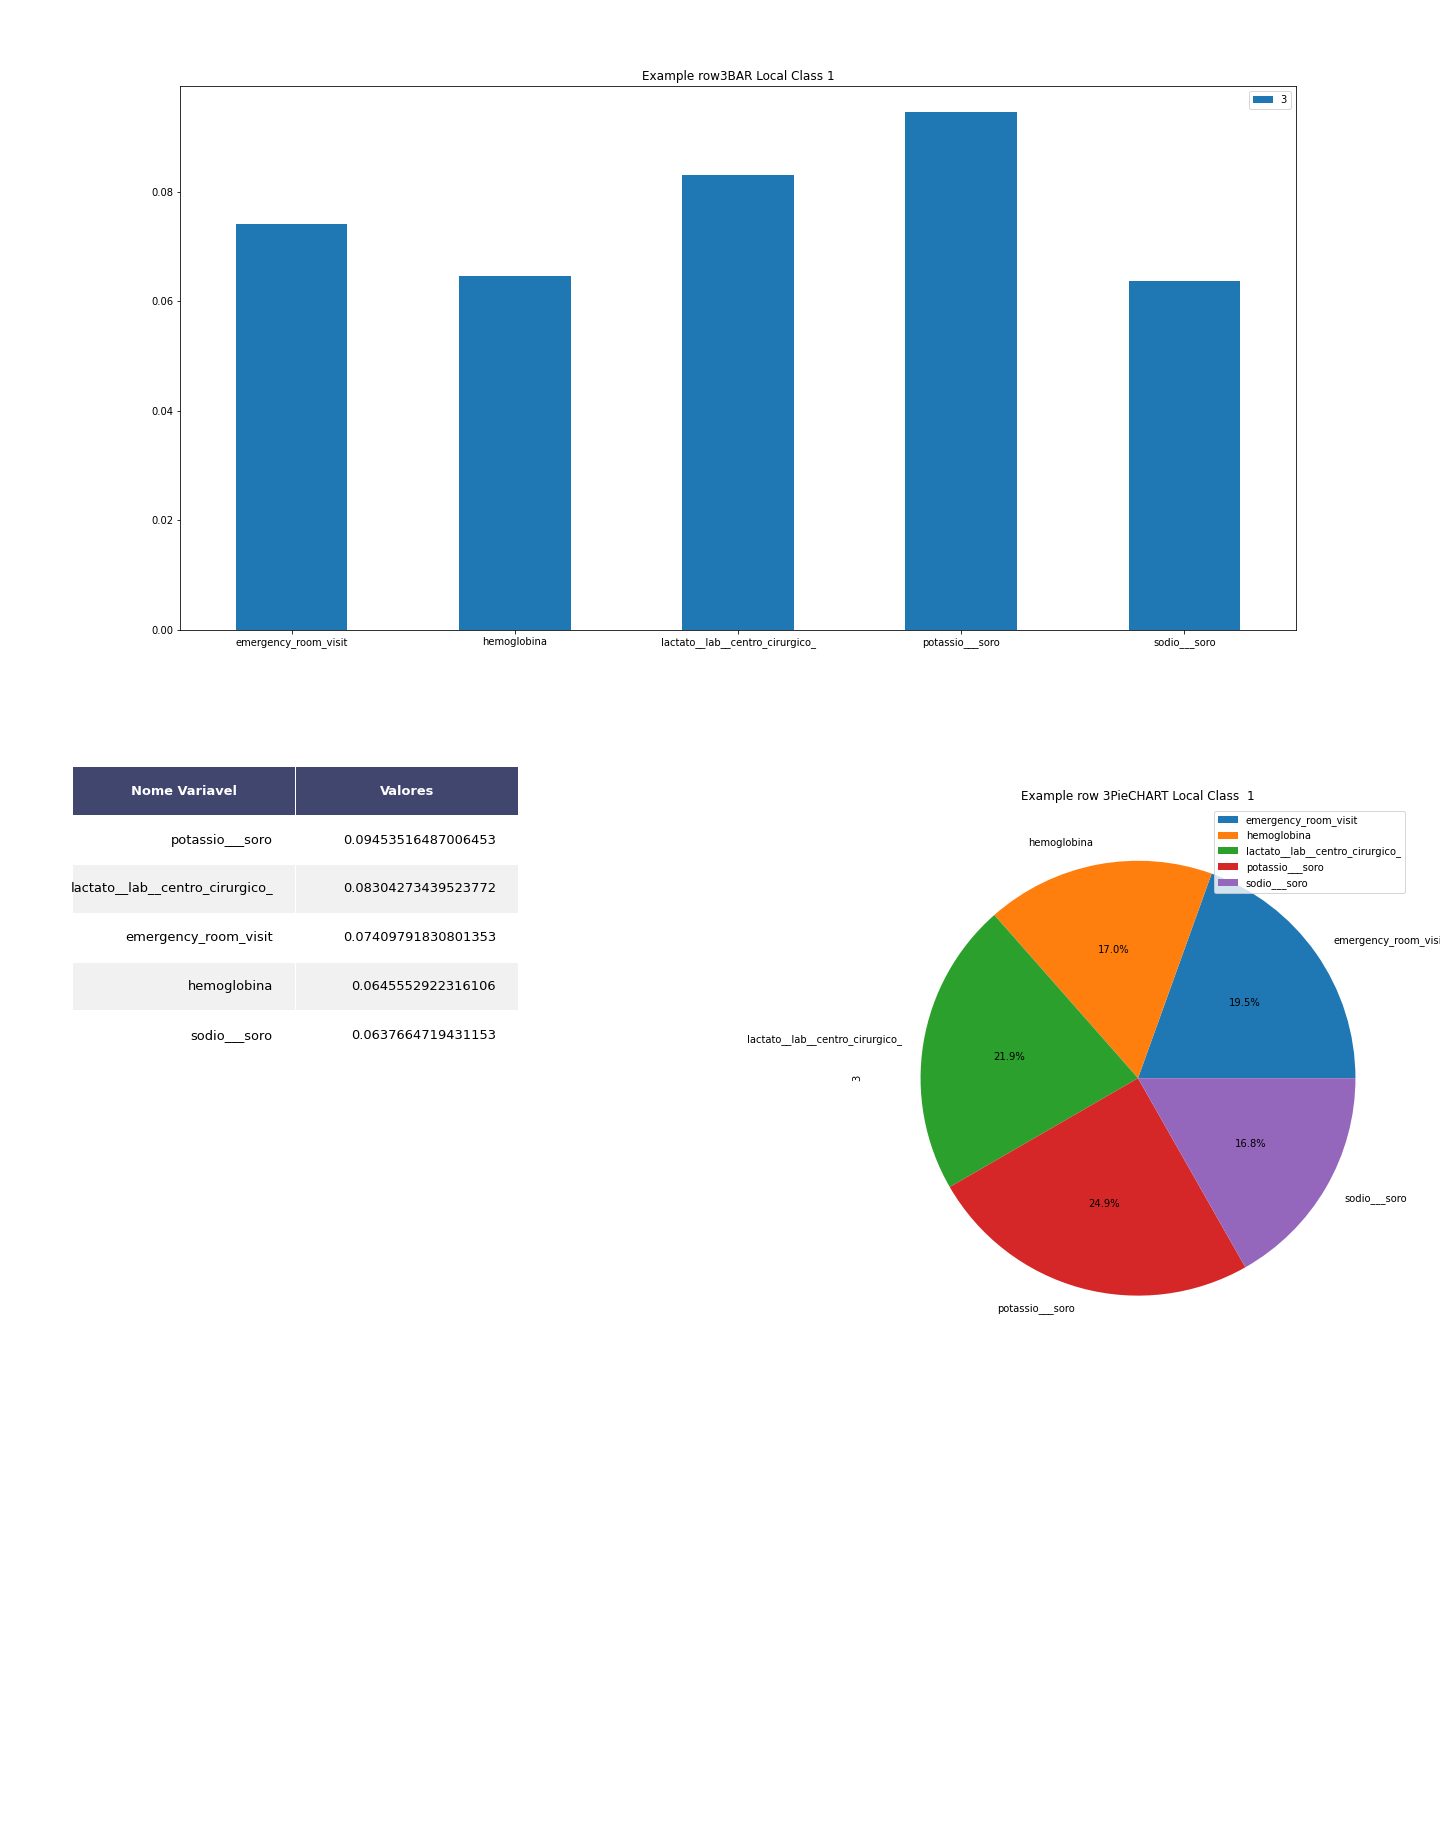 Example row3BAR Local Class 1
3
0.08
0.06
0.04
0.02
0.00
emergency_room_visit
hemoglobina
lactato__lab__centro_cirurgico_
potassio___soro
sodio___soro
Nome Variavel Valores
potassio___soro 0.09453516487006453
lactato__lab__centro_cirurgico_ 0.08304273439523772
emergency_room_visit 0.07409791830801353
hemoglobina 0.0645552922316106
sodio___soro 0.0637664719431153
Example row 3PieCHART Local Class  1
emergency_room_visit
hemoglobina
lactato__lab__centro_cirurgico_
potassio___soro
sodio___soro
hemoglobina
emergency_room_visi
17.0%
19.5%
lactato__lab__centro_cirurgico_
21.9%
3
16.8%
sodio___soro
24.9%
potassio___soro